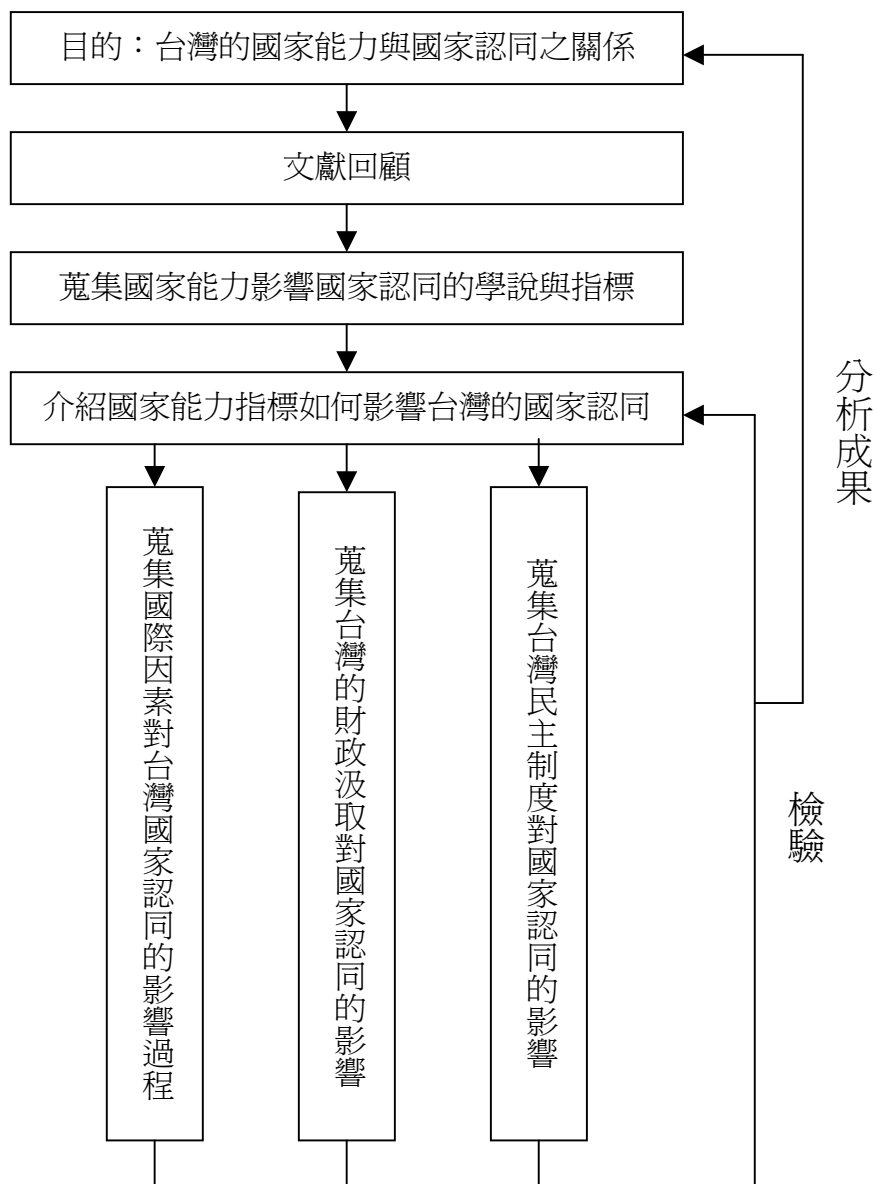 目的：台灣的國家能力與國家認同之關係
文獻回顧
蒐集國家能力影響國家認同的學說與指標
介紹國家能力指標如何影響台灣的國家認同
蒐集國際因素對台灣國家認同的影響過程
蒐集台灣的財政汲取對國家認同的影響
蒐集台灣民主制度對國家認同的影響
分析成果
檢驗